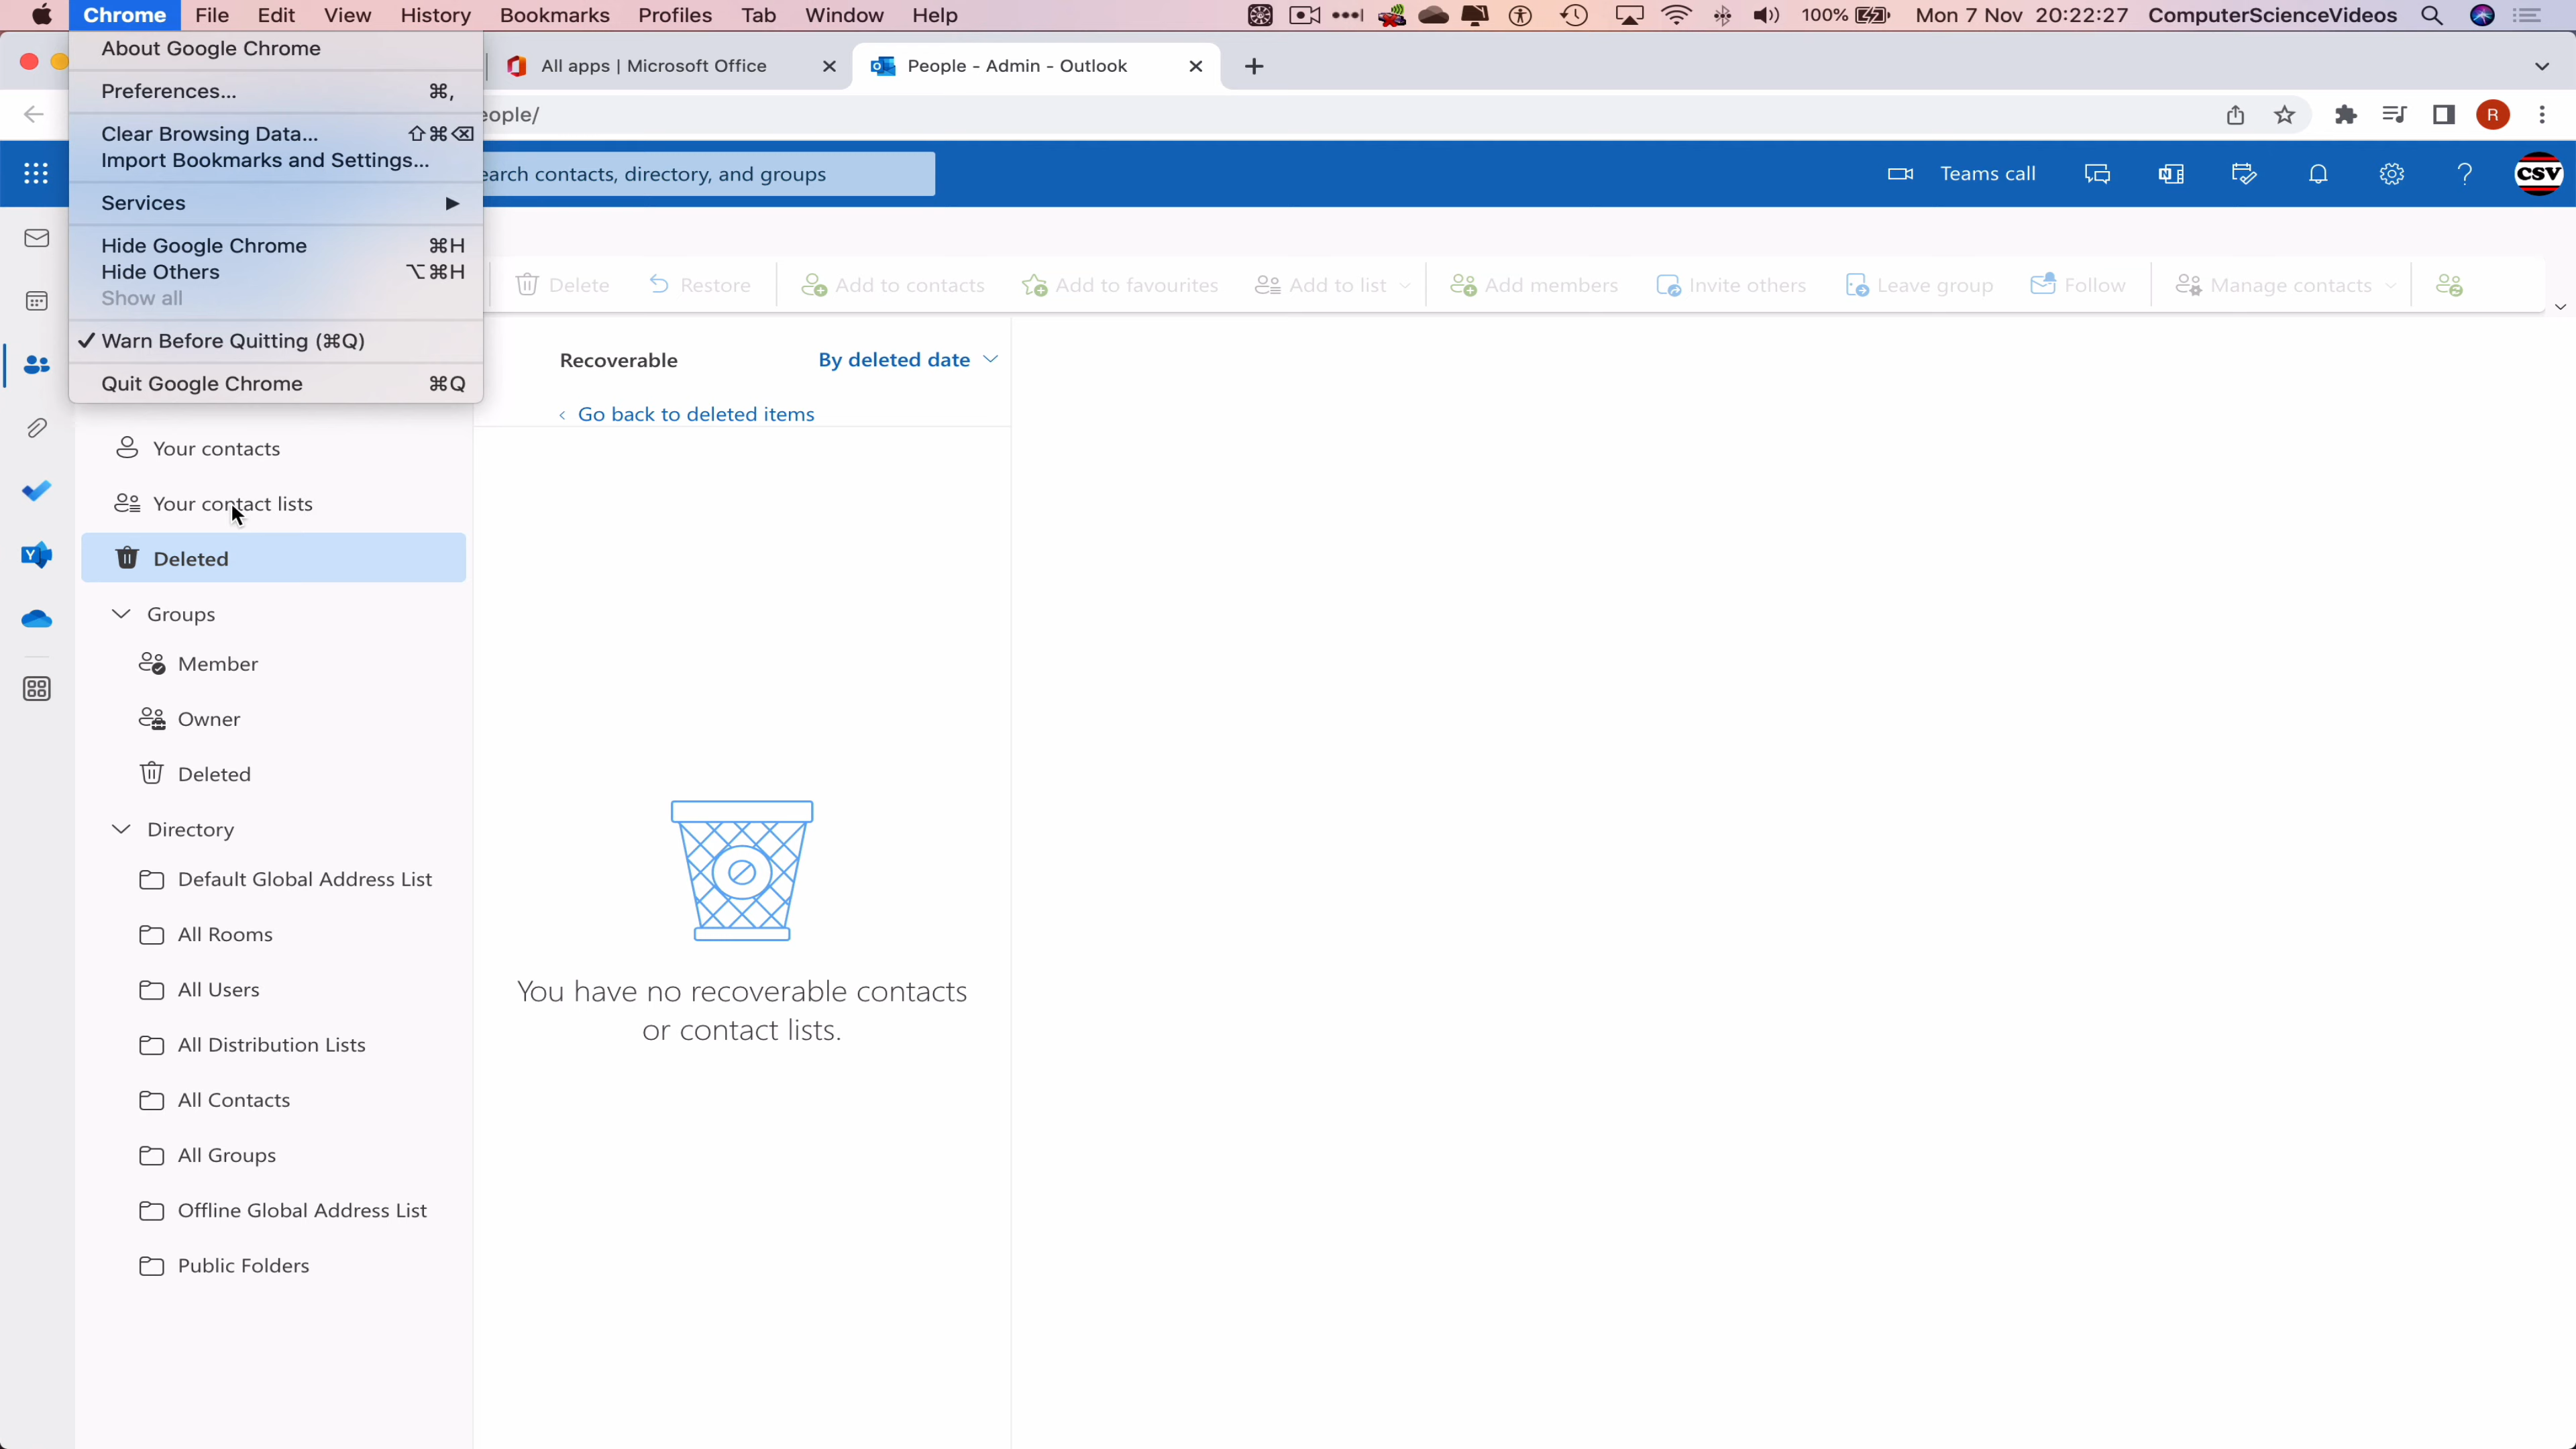 Chrome File Edit View History Bookmarks Profiles Tab Window Help 100% Mon 7 Nov 20:22:27 ComputerScienceVideos
About Google Chrome
Preferences... ⌘,
Clear Browsing Data... ⇧⌘⌫
Import Bookmarks and Settings...
Services
Hide Google Chrome ⌘H
Hide Others ⌥⌘H
Show all
✓ Warn Before Quitting (⌘Q)
Quit Google Chrome ⌘Q
All apps | Microsoft Office
People - Admin - Outlook
eople/
R
earch contacts, directory, and groups
Teams call
CSV
Delete Restore Add to contacts Add to favourites Add to list Add members Invite others Leave group Follow Manage contacts
Recoverable By deleted date
Go back to deleted items
Your contacts
Your contact lists
Deleted
Groups
Member
Owner
Deleted
Directory
Default Global Address List
All Rooms
All Users
All Distribution Lists
All Contacts
All Groups
Offline Global Address List
Public Folders
You have no recoverable contacts
or contact lists.